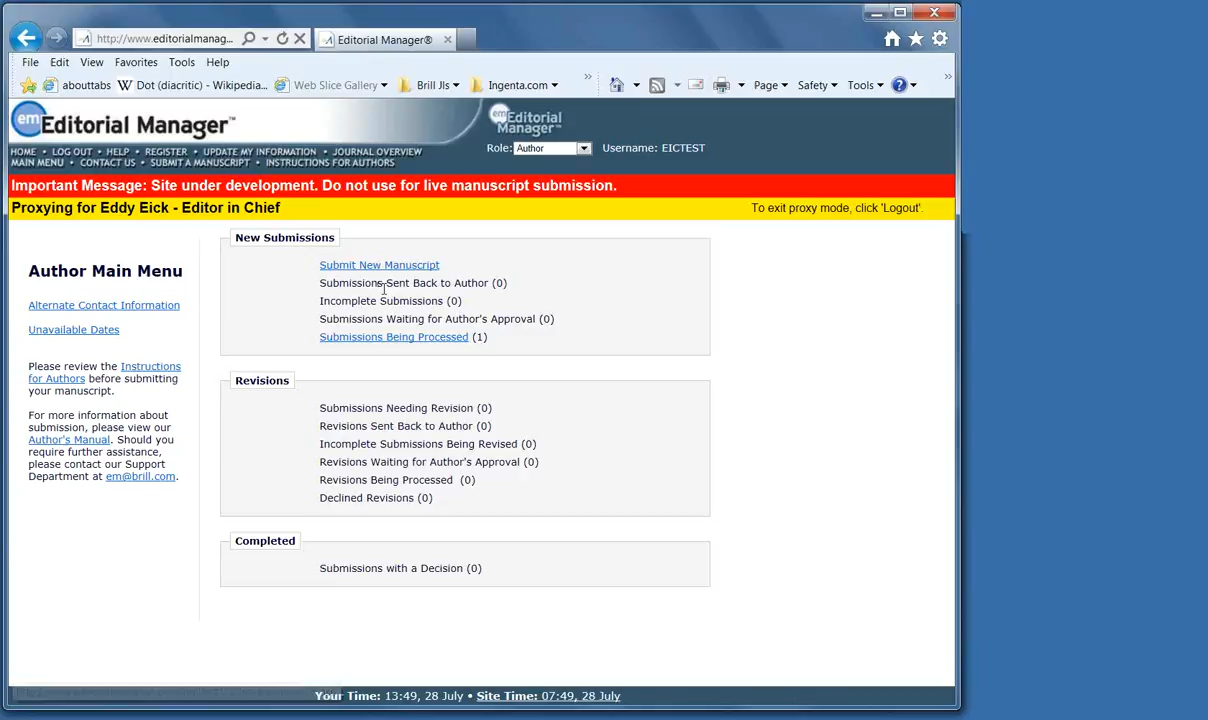 http://www.editorialmanag...
Editorial Manager®
File Edit View Favorites Tools Help
abouttabs
Dot (diacritic) - Wikipedia...
Web Slice Gallery
Brill Jls
Ingenta.com
»
Page
Safety
Tools
»
em Editorial Manager™
em Editorial Manager™
Role: Author Username: EICTEST
HOME • LOG OUT • HELP • REGISTER • UPDATE MY INFORMATION • JOURNAL OVERVIEW
MAIN MENU • CONTACT US • SUBMIT A MANUSCRIPT • INSTRUCTIONS FOR AUTHORS
Important Message: Site under development. Do not use for live manuscript submission.
Proxying for Eddy Eick - Editor in Chief
To exit proxy mode, click 'Logout'.
Author Main Menu
Alternate Contact Information
Unavailable Dates
Please review the Instructions
for Authors before submitting
your manuscript.
For more information about
submission, please view our
Author's Manual. Should you
require further assistance,
please contact our Support
Department at em@brill.com.
New Submissions
Submit New Manuscript
Submissions Sent Back to Author (0)
Incomplete Submissions (0)
Submissions Waiting for Author's Approval (0)
Submissions Being Processed (1)
Revisions
Submissions Needing Revision (0)
Revisions Sent Back to Author (0)
Incomplete Submissions Being Revised (0)
Revisions Waiting for Author's Approval (0)
Revisions Being Processed (0)
Declined Revisions (0)
Completed
Submissions with a Decision (0)
Your Time: 13:49, 28 July • Site Time: 07:49, 28 July